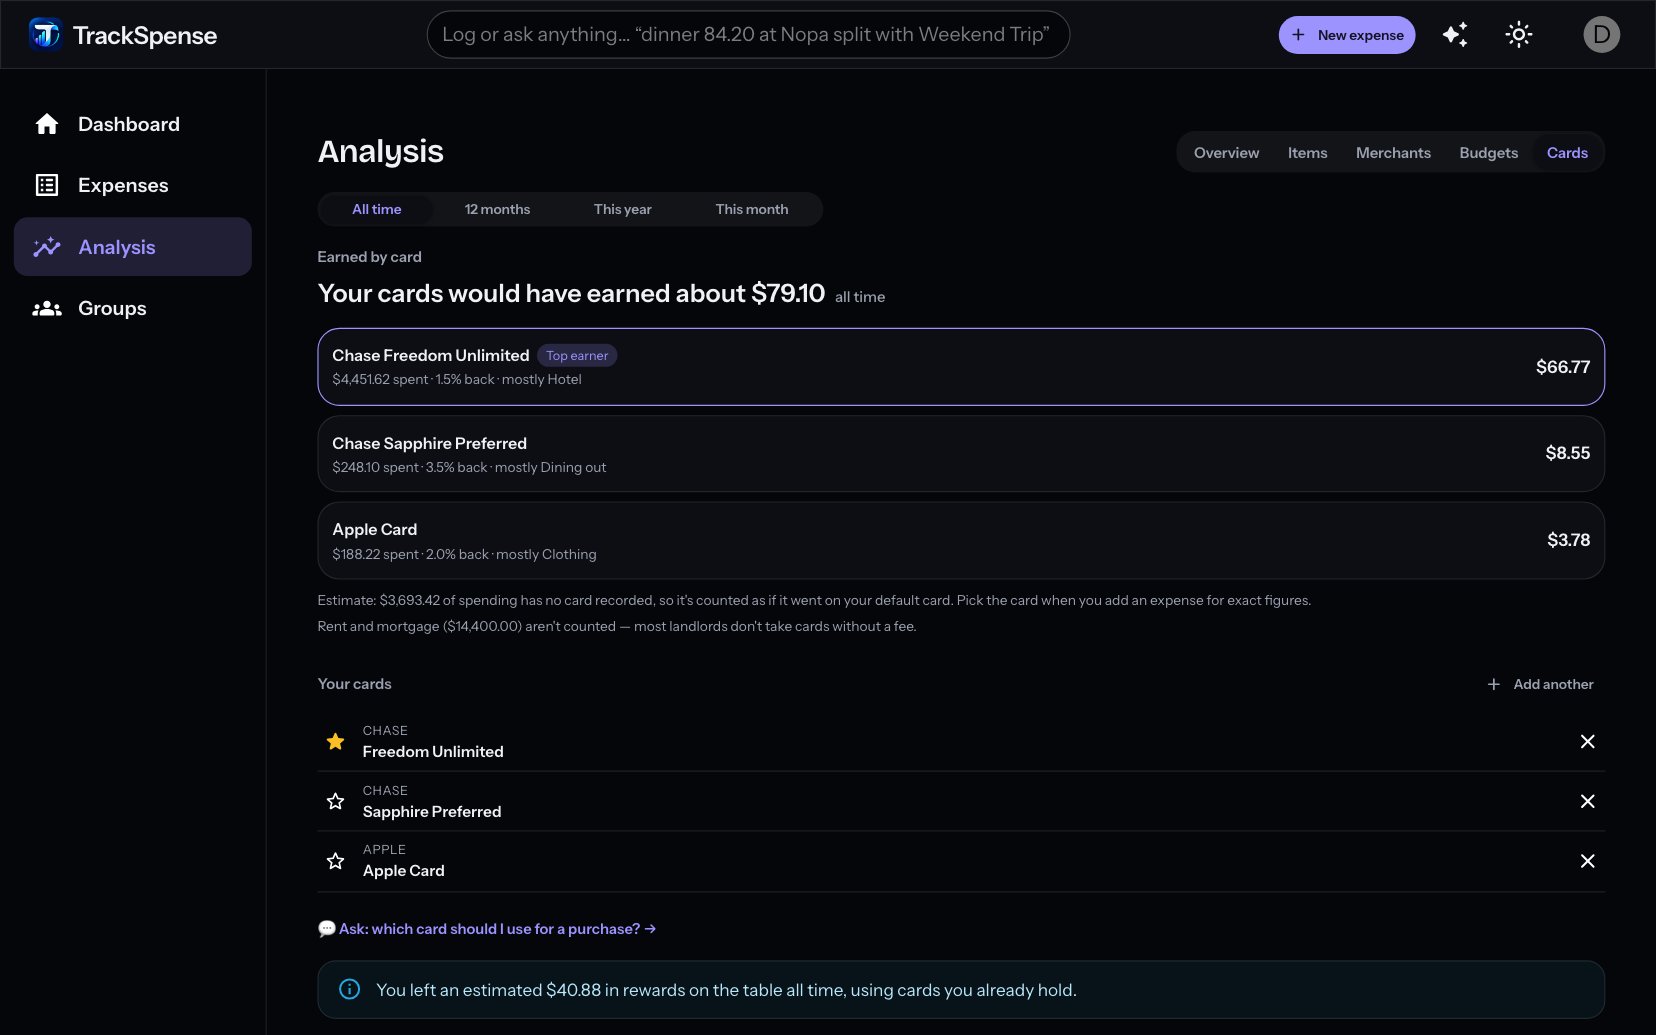 TrackSpense
Log or ask anything... “dinner 84.20 at Nopa split with Weekend Trip”
+ New expense
D
Dashboard
Expenses
Analysis
Groups
Analysis
Overview Items Merchants Budgets Cards
All time 12 months This year This month
Earned by card
Your cards would have earned about $79.10 all time
Chase Freedom Unlimited Top earner
$4,451.62 spent · 1.5% back · mostly Hotel
$66.77
Chase Sapphire Preferred
$248.10 spent · 3.5% back · mostly Dining out
$8.55
Apple Card
$188.22 spent · 2.0% back · mostly Clothing
$3.78
Estimate: $3,693.42 of spending has no card recorded, so it's counted as if it went on your default card. Pick the card when you add an expense for exact figures.
Rent and mortgage ($14,400.00) aren't counted — most landlords don't take cards without a fee.
Your cards
+ Add another
CHASE
Freedom Unlimited
CHASE
Sapphire Preferred
APPLE
Apple Card
💬 Ask: which card should I use for a purchase? →
You left an estimated $40.88 in rewards on the table all time, using cards you already hold.